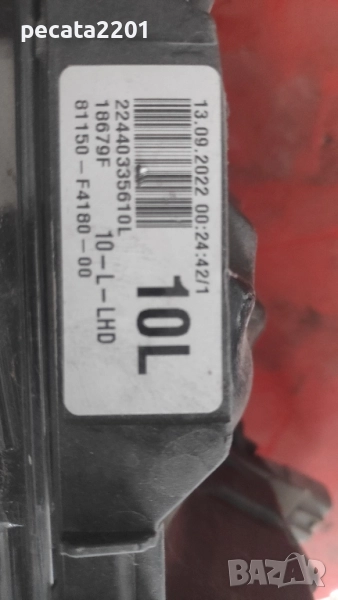 pecata2201
13.09.2022 00:24:42/1
22440335610L
18679F 10-L-LHD
81150-F4180-00
10L
BAZAR